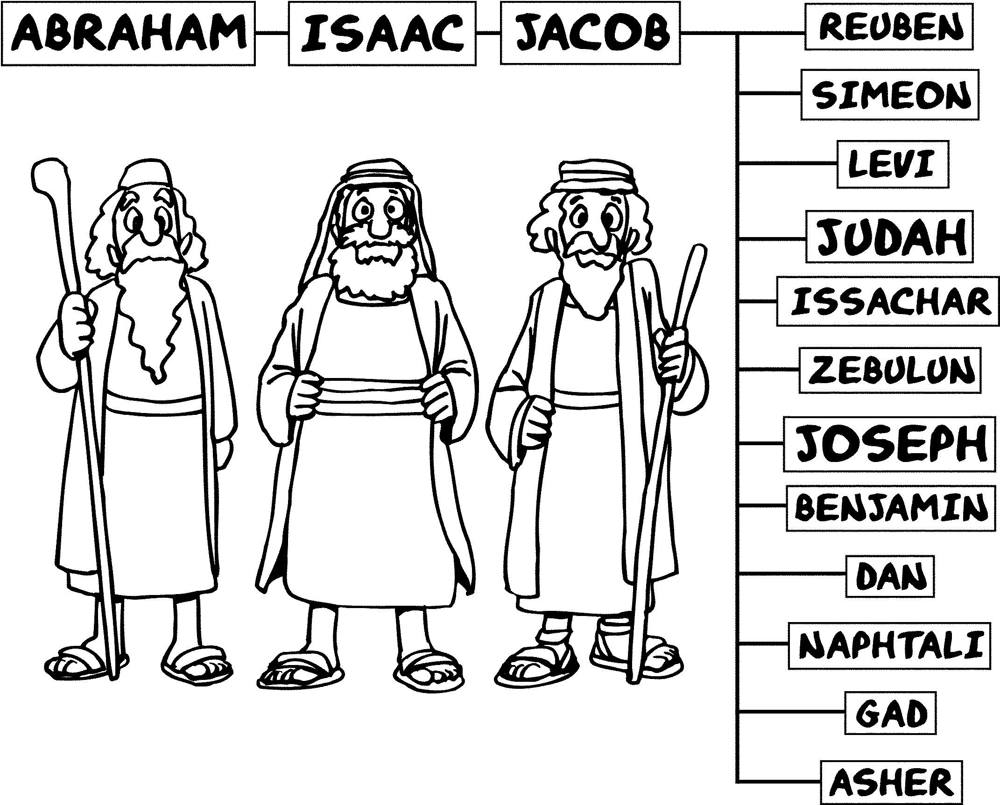 ABRAHAM
ISAAC
JACOB
REUBEN
SIMEON
LEVI
JUDAH
ISSACHAR
ZEBULUN
JOSEPH
BENJAMIN
DAN
NAPHTALI
GAD
ASHER